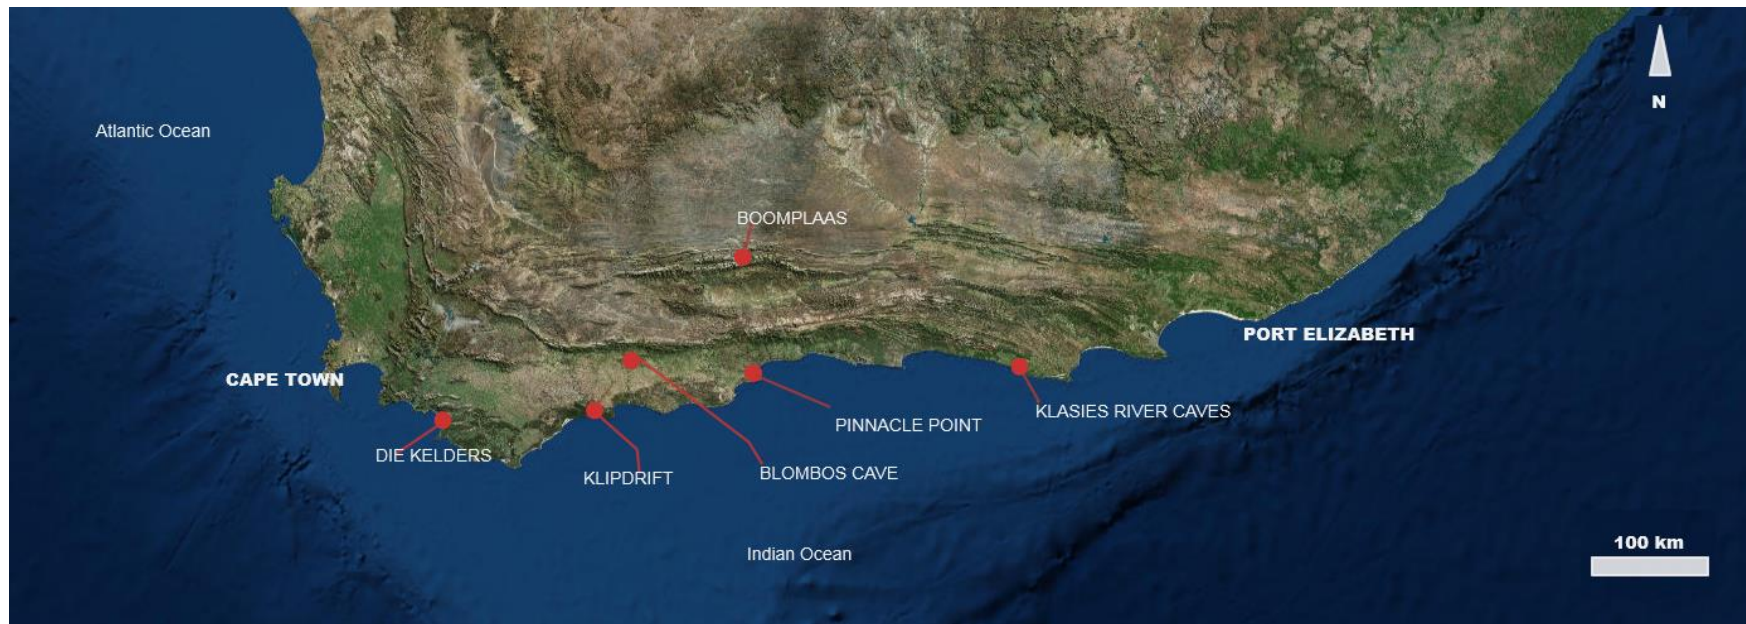 N
Atlantic Ocean
BOOMPLAAS
PORT ELIZABETH
CAPE TOWN
KLASIES RIVER CAVES
PINNACLE POINT
DIE KELDERS
BLOMBOS CAVE
KLIPDRIFT
100 km
Indian Ocean